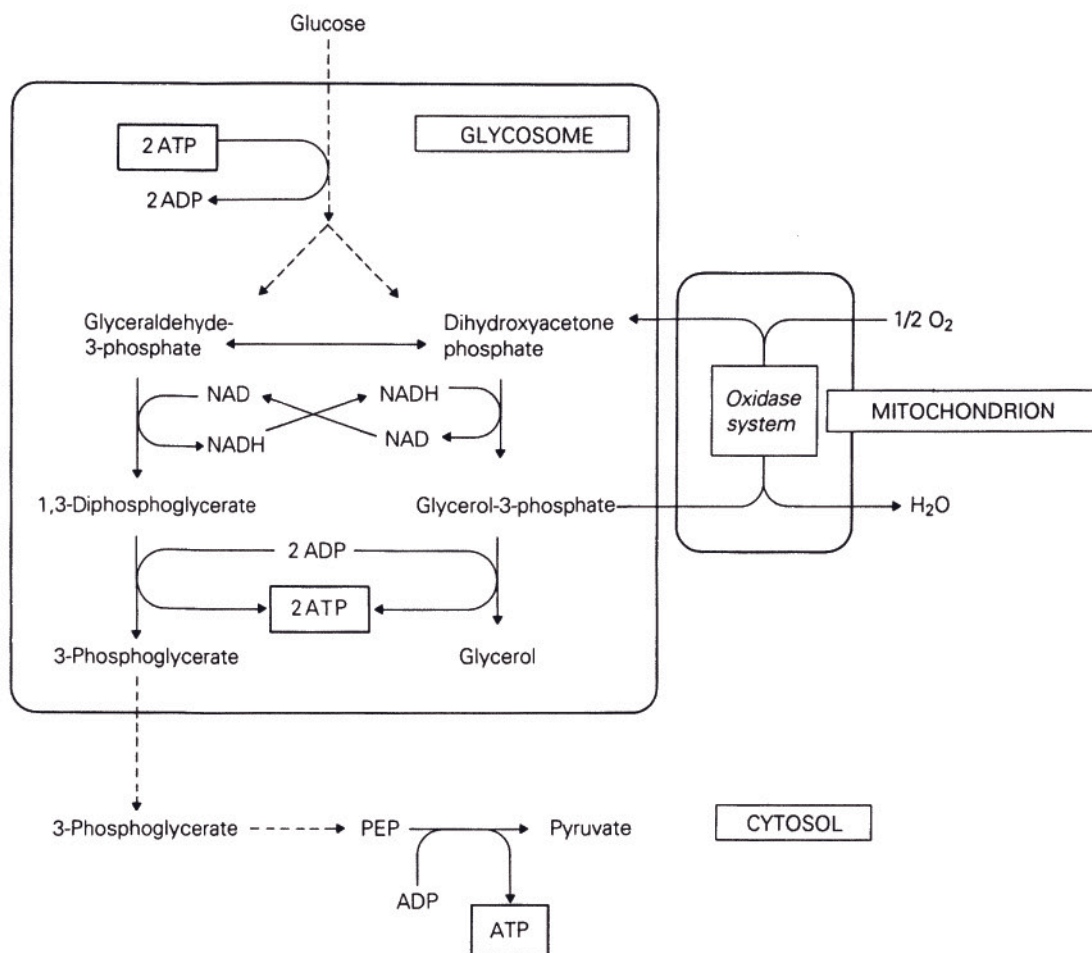 Glucose
GLYCOSOME
2 ATP
2 ADP
Glyceraldehyde-
3-phosphate
Dihydroxyacetone
phosphate
1/2 O₂
Oxidase
system
MITOCHONDRION
NAD
NADH
NADH
NAD
1,3-Diphosphoglycerate
Glycerol-3-phosphate
H₂O
2 ADP
2 ATP
3-Phosphoglycerate
Glycerol
3-Phosphoglycerate
PEP
Pyruvate
CYTOSOL
ADP
ATP